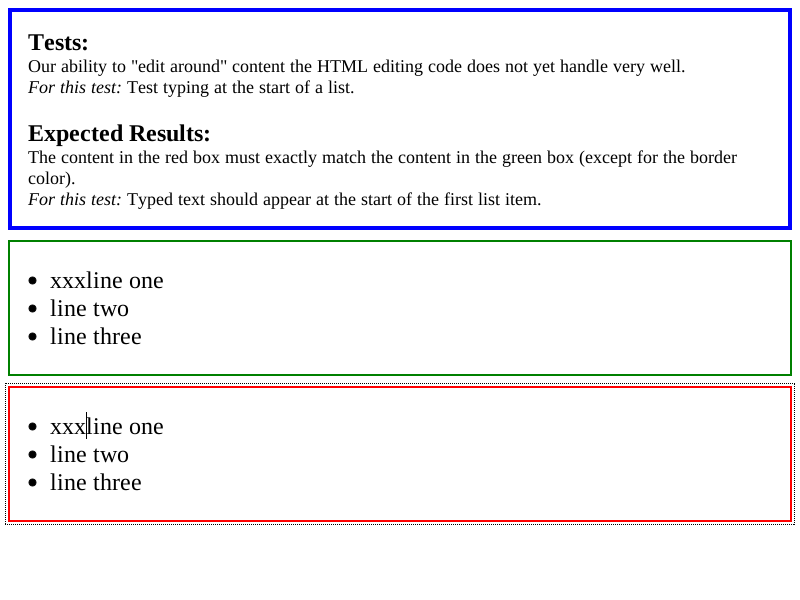 Tests:
Our ability to "edit around" content the HTML editing code does not yet handle very well.
For this test: Test typing at the start of a list.
Expected Results:
The content in the red box must exactly match the content in the green box (except for the border
color).
For this test: Typed text should appear at the start of the first list item.
• xxxline one
• line two
• line three
• xxxline one
• line two
• line three